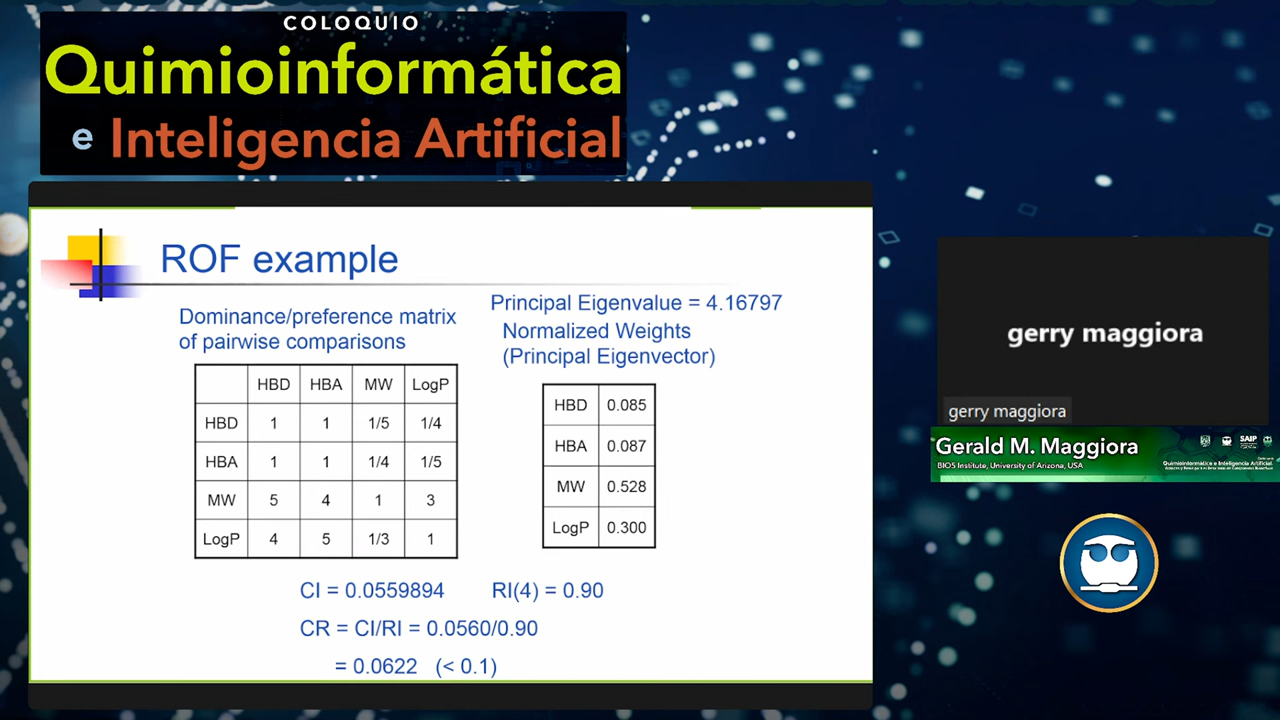 COLOQUIO
Quimioinformática
e Inteligencia Artificial
ROF example
Dominance/preference matrix
of pairwise comparisons
HBD HBA MW LogP
HBD 1 1 1/5 1/4
HBA 1 1 1/4 1/5
MW 5 4 1 3
LogP 4 5 1/3 1
Principal Eigenvalue = 4.16797
Normalized Weights
(Principal Eigenvector)
HBD 0.085
HBA 0.087
MW 0.528
LogP 0.300
CI = 0.0559894 RI(4) = 0.90
CR = CI/RI = 0.0560/0.90
= 0.0622 (< 0.1)
gerry maggiora
gerry maggiora
Gerald M. Maggiora
BIOS Institute, University of Arizona, USA
SAIP
Quimioinformática e Inteligencia Artificial